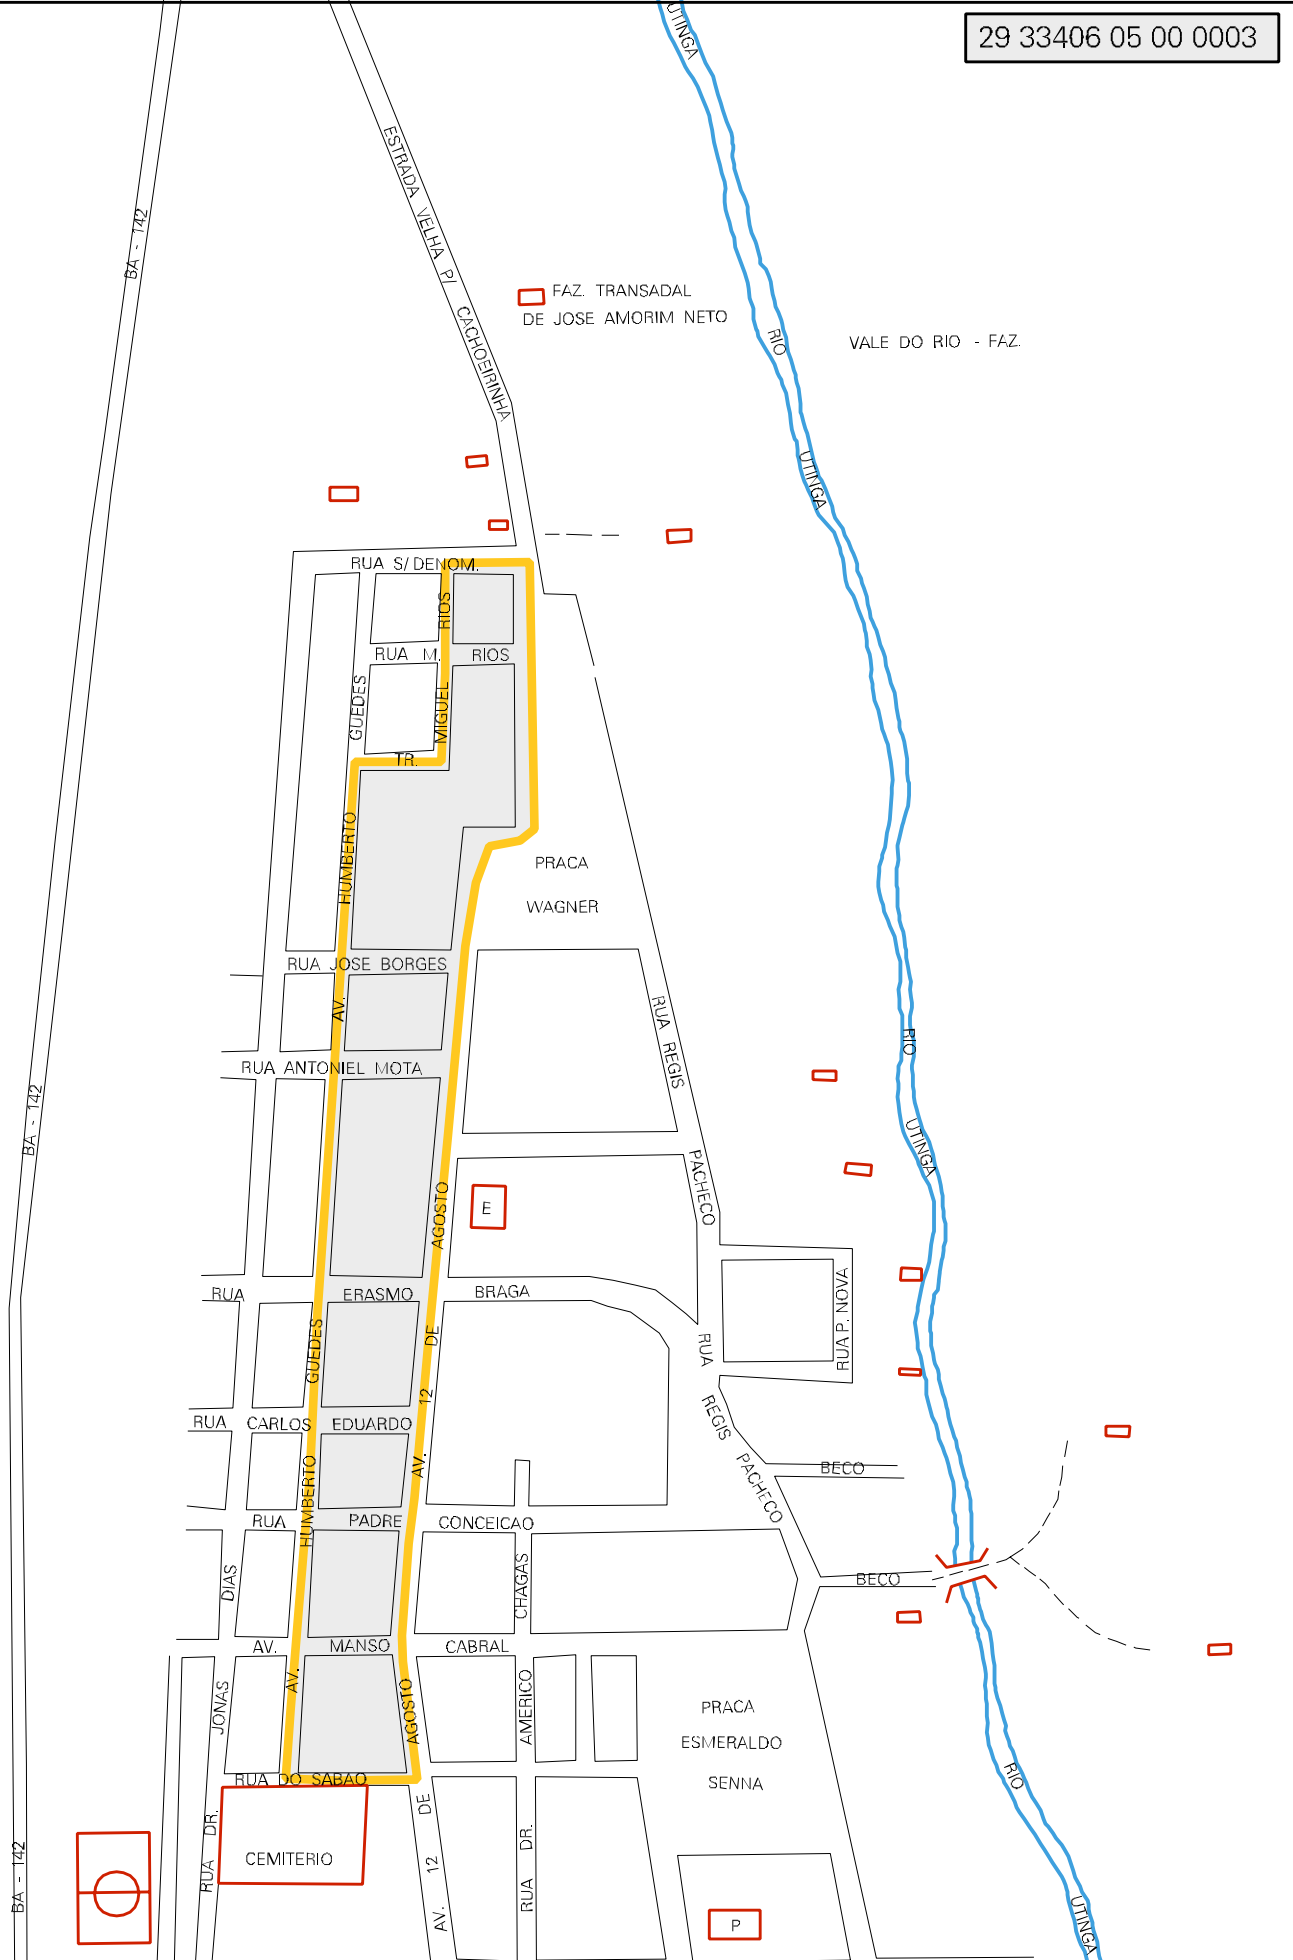 UTINGA
29 33406 05 00 0003
ESTRADA VELHA P/ CACHOEIRINHA
BA - 142
FAZ. TRANSADAL
DE JOSE AMORIM NETO
RIO
VALE DO RIO - FAZ.
UTINGA
RUA S/ DENOM.
RIOS
RUA M. RIOS
GUEDES
MIGUEL
TR.
HUMBERTO
PRACA
WAGNER
RUA JOSE BORGES
AV.
RUA REGIS
RIO
RUA ANTONIEL MOTA
BA - 142
UTINGA
PACHECO
AGOSTO
E
RUA ERASMO BRAGA
RUA P. NOVA
GUEDES
DE
RUA
12
REGIS
RUA CARLOS EDUARDO
AV.
HUMBERTO
PACHECO
BECO
RUA PADRE CONCEICAO
DIAS
CHAGAS
BECO
AV. MANSO CABRAL
AV.
JONAS
AGOSTO
AMERICO
PRACA
ESMERALDO
SENNA
RUA DO SABAO
RIO
DE
DR.
DR.
CEMITERIO
12
RUA
RUA
BA - 142
AV.
P
UTINGA